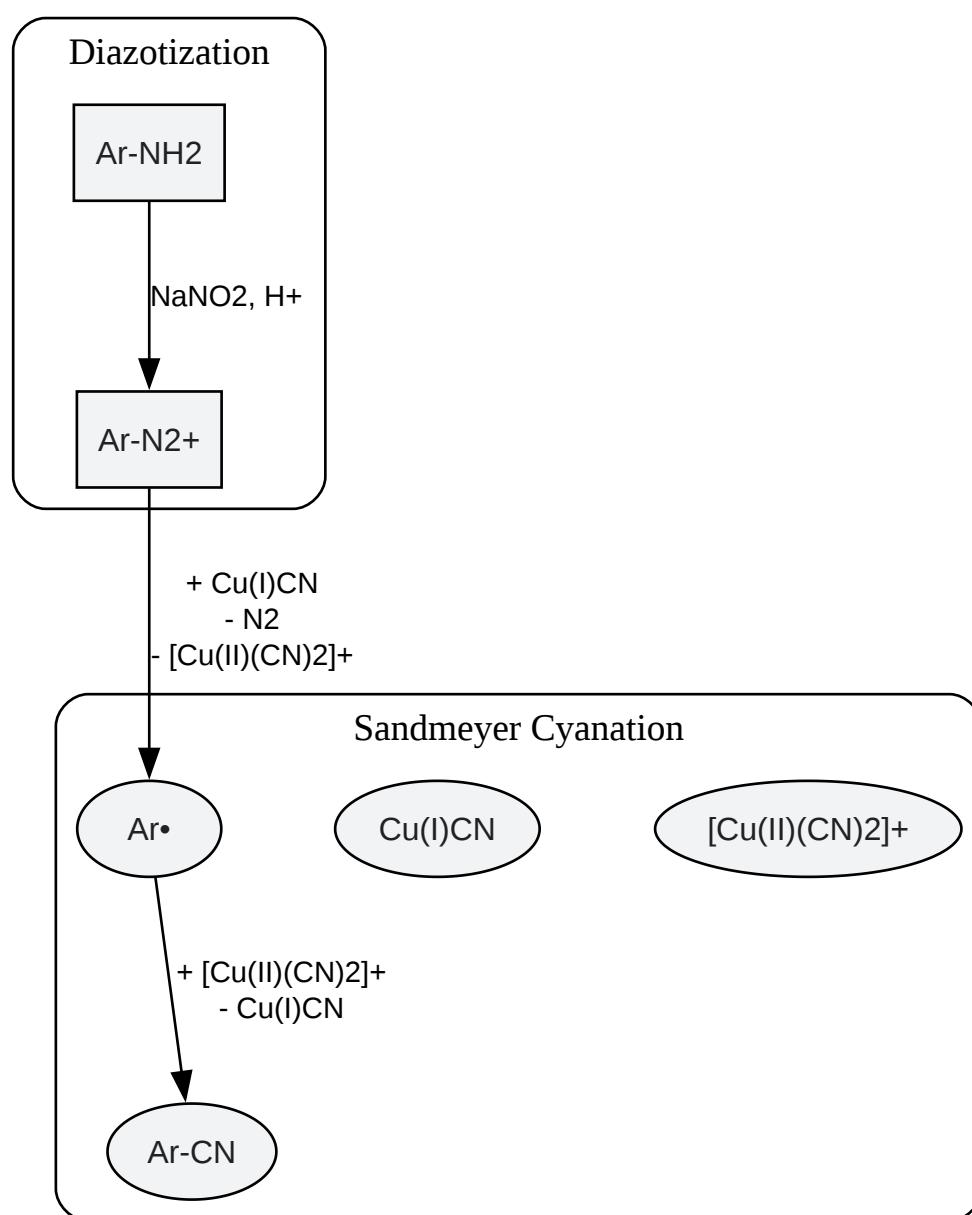 Diazotization
Ar-NH2
NaNO2, H+
Ar-N2+
+ Cu(I)CN
- N2
- [Cu(II)(CN)2]+
Sandmeyer Cyanation
Ar•
Cu(I)CN
[Cu(II)(CN)2]+
+ [Cu(II)(CN)2]+
- Cu(I)CN
Ar-CN